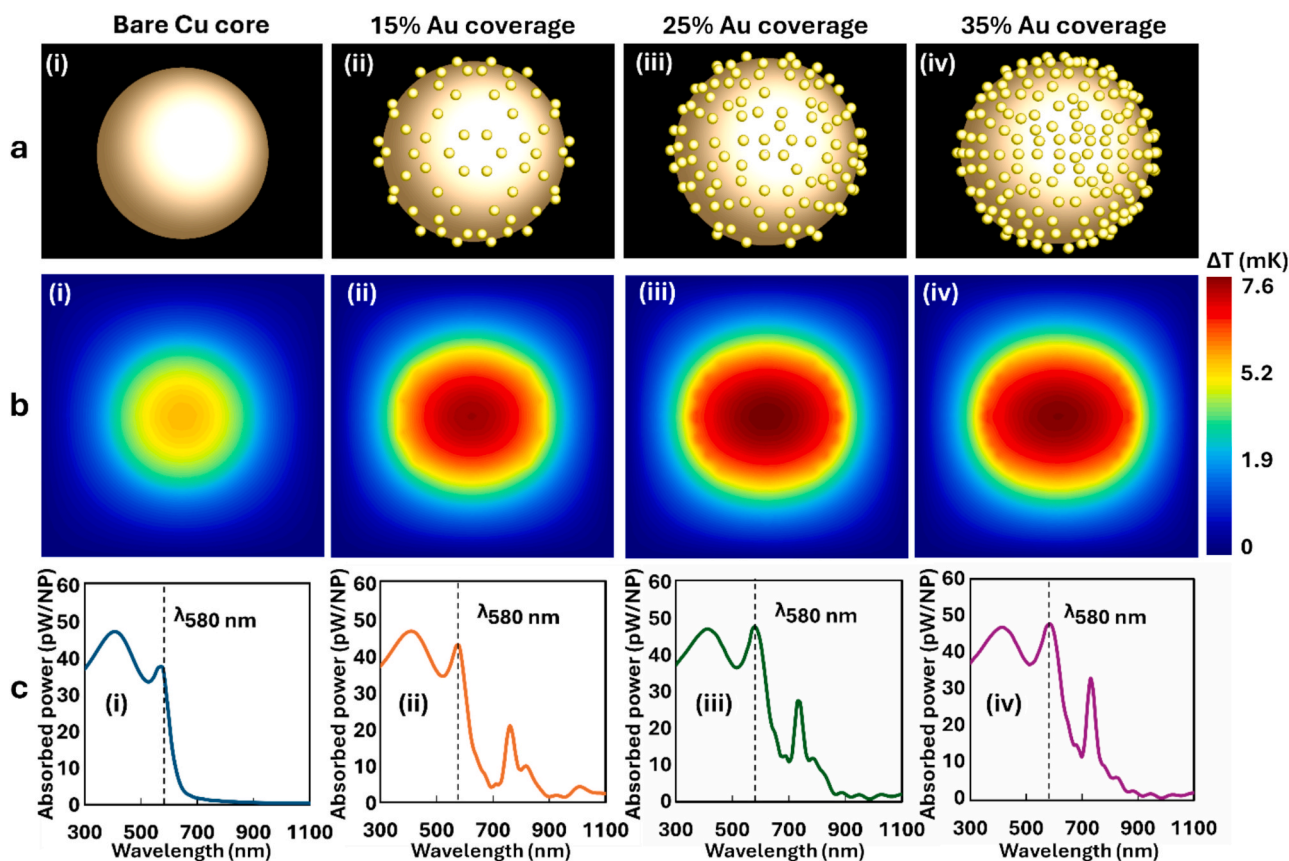 Bare Cu core 15% Au coverage 25% Au coverage 35% Au coverage
a (i) (ii) (iii) (iv)
ΔT (mK)
b (i) (ii) (iii) (iv)
7.6
5.2
1.9
0
c
Absorbed power (pW/NP)
60
50
40
30
20
10
0
λ580 nm
(i)
300 500 700 900 1100
Wavelength (nm)
Absorbed power (pW/NP)
60
50
40
30
20
10
0
λ580 nm
(ii)
300 500 700 900 1100
Wavelength (nm)
Absorbed power (pW/NP)
60
50
40
30
20
10
0
λ580 nm
(iii)
300 500 700 900 1100
Wavelength (nm)
Absorbed power (pW/NP)
60
50
40
30
20
10
0
λ580 nm
(iv)
300 500 700 900 1100
Wavelength (nm)